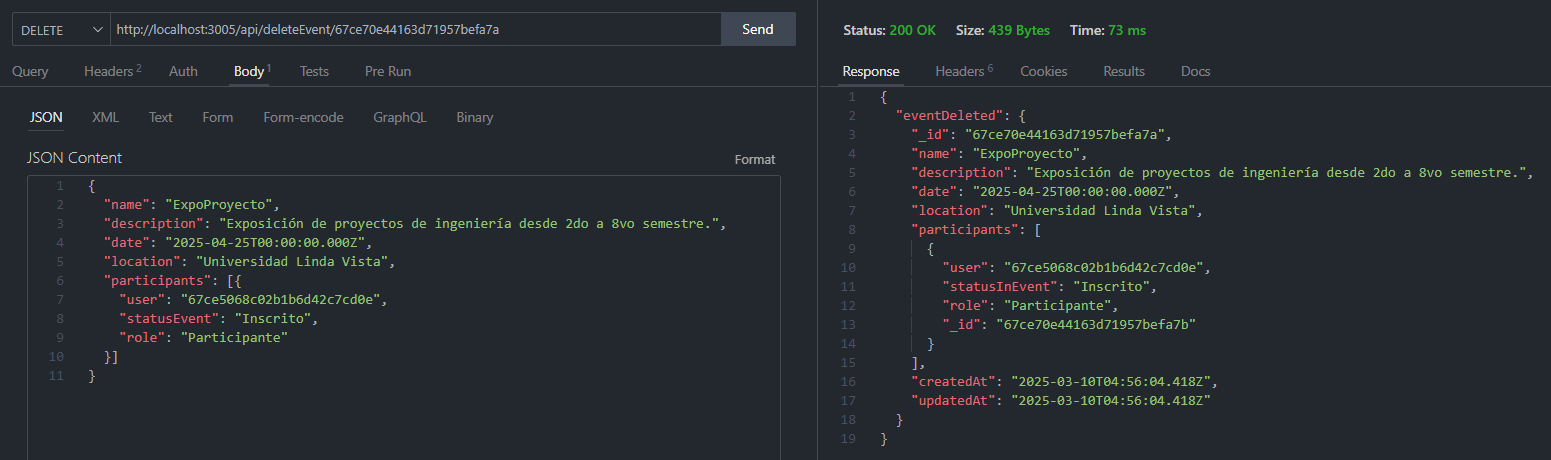 DELETE http://localhost:3005/api/deleteEvent/67ce70e44163d71957befa7a Send
Query Headers 2 Auth Body 1 Tests Pre Run
JSON XML Text Form Form-encode GraphQL Binary
JSON Content Format
1 {
2 "name": "ExpoProyecto",
3 "description": "Exposición de proyectos de ingeniería desde 2do a 8vo semestre.",
4 "date": "2025-04-25T00:00:00.000Z",
5 "location": "Universidad Linda Vista",
6 "participants": [{
7 "user": "67ce5068c02b1b6d42c7cd0e",
8 "statusEvent": "Inscrito",
9 "role": "Participante"
10 }]
11 }
Status: 200 OK Size: 439 Bytes Time: 73 ms
Response Headers 6 Cookies Results Docs
1 {
2 "eventDeleted": {
3 "_id": "67ce70e44163d71957befa7a",
4 "name": "ExpoProyecto",
5 "description": "Exposición de proyectos de ingeniería desde 2do a 8vo semestre.",
6 "date": "2025-04-25T00:00:00.000Z",
7 "location": "Universidad Linda Vista",
8 "participants": [
9 {
10 "user": "67ce5068c02b1b6d42c7cd0e",
11 "statusInEvent": "Inscrito",
12 "role": "Participante",
13 "_id": "67ce70e44163d71957befa7b"
14 }
15 ],
16 "createdAt": "2025-03-10T04:56:04.418Z",
17 "updatedAt": "2025-03-10T04:56:04.418Z"
18 }
19 }